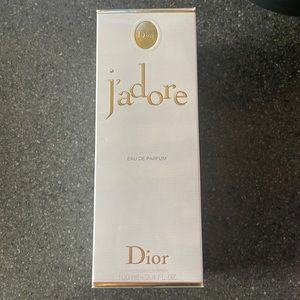 Dior
j'adore
EAU DE PARFUM
Dior
100 ml - 3.4 FL. OZ.